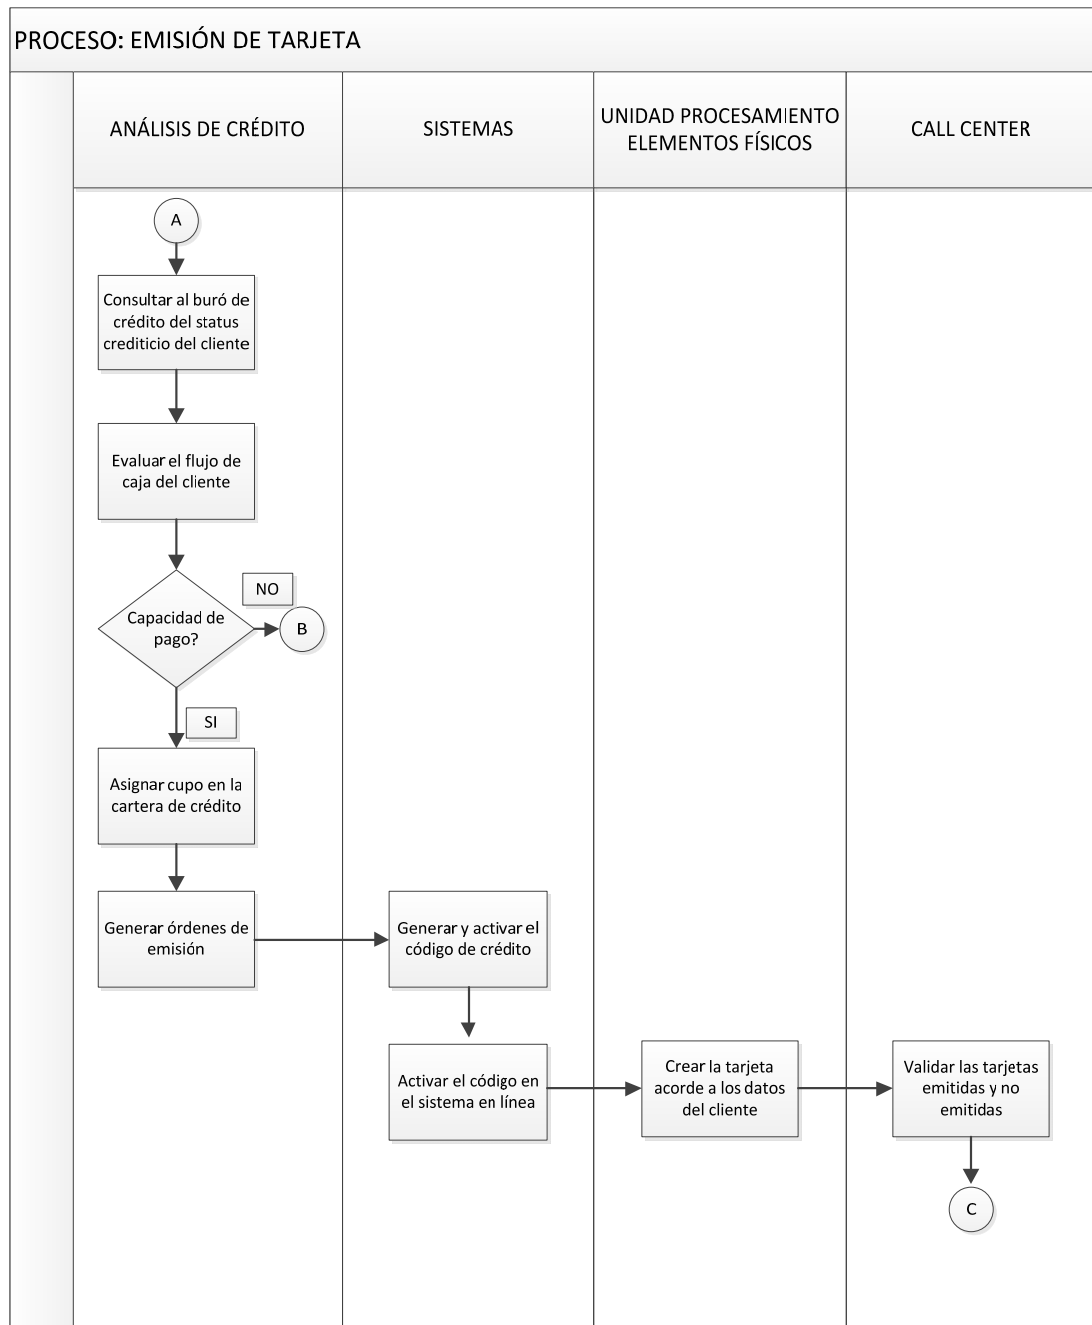 PROCESO: EMISIÓN DE TARJETA
ANÁLISIS DE CRÉDITO
SISTEMAS
UNIDAD PROCESAMIENTO
ELEMENTOS FÍSICOS
CALL CENTER
A
Consultar al buró de
crédito del status
crediticio del cliente
Evaluar el flujo de
caja del cliente
Capacidad de
pago?
NO
B
SI
Asignar cupo en la
cartera de crédito
Generar órdenes de
emisión
Generar y activar el
código de crédito
Activar el código en
el sistema en línea
Crear la tarjeta
acorde a los datos
del cliente
Validar las tarjetas
emitidas y no
emitidas
C